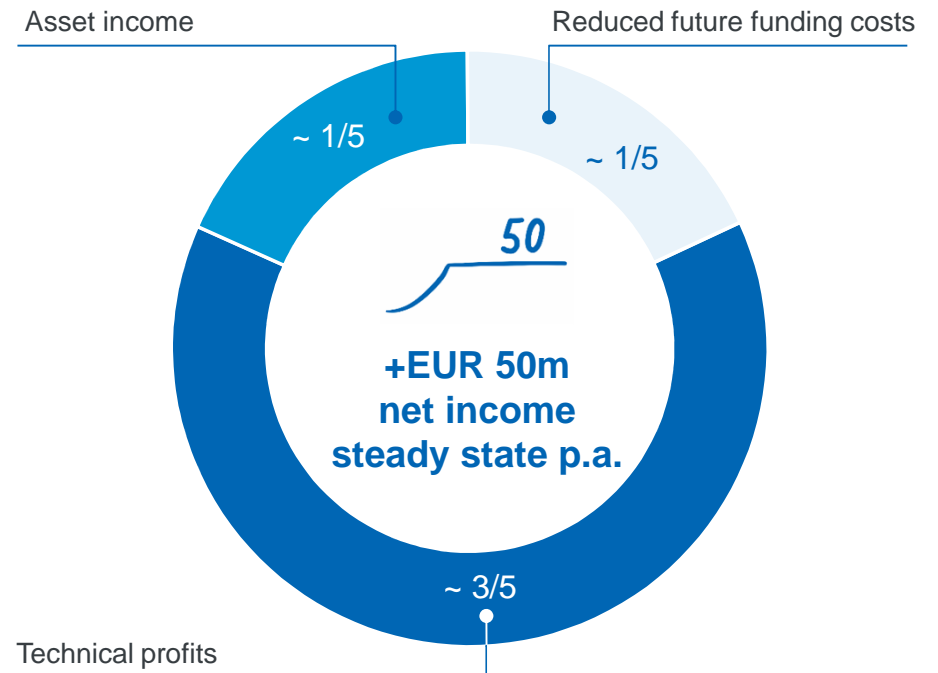 Asset income
Reduced future funding costs
~ 1/5
~ 1/5
50
+EUR 50m
net income
steady state p.a.
~ 3/5
Technical profits